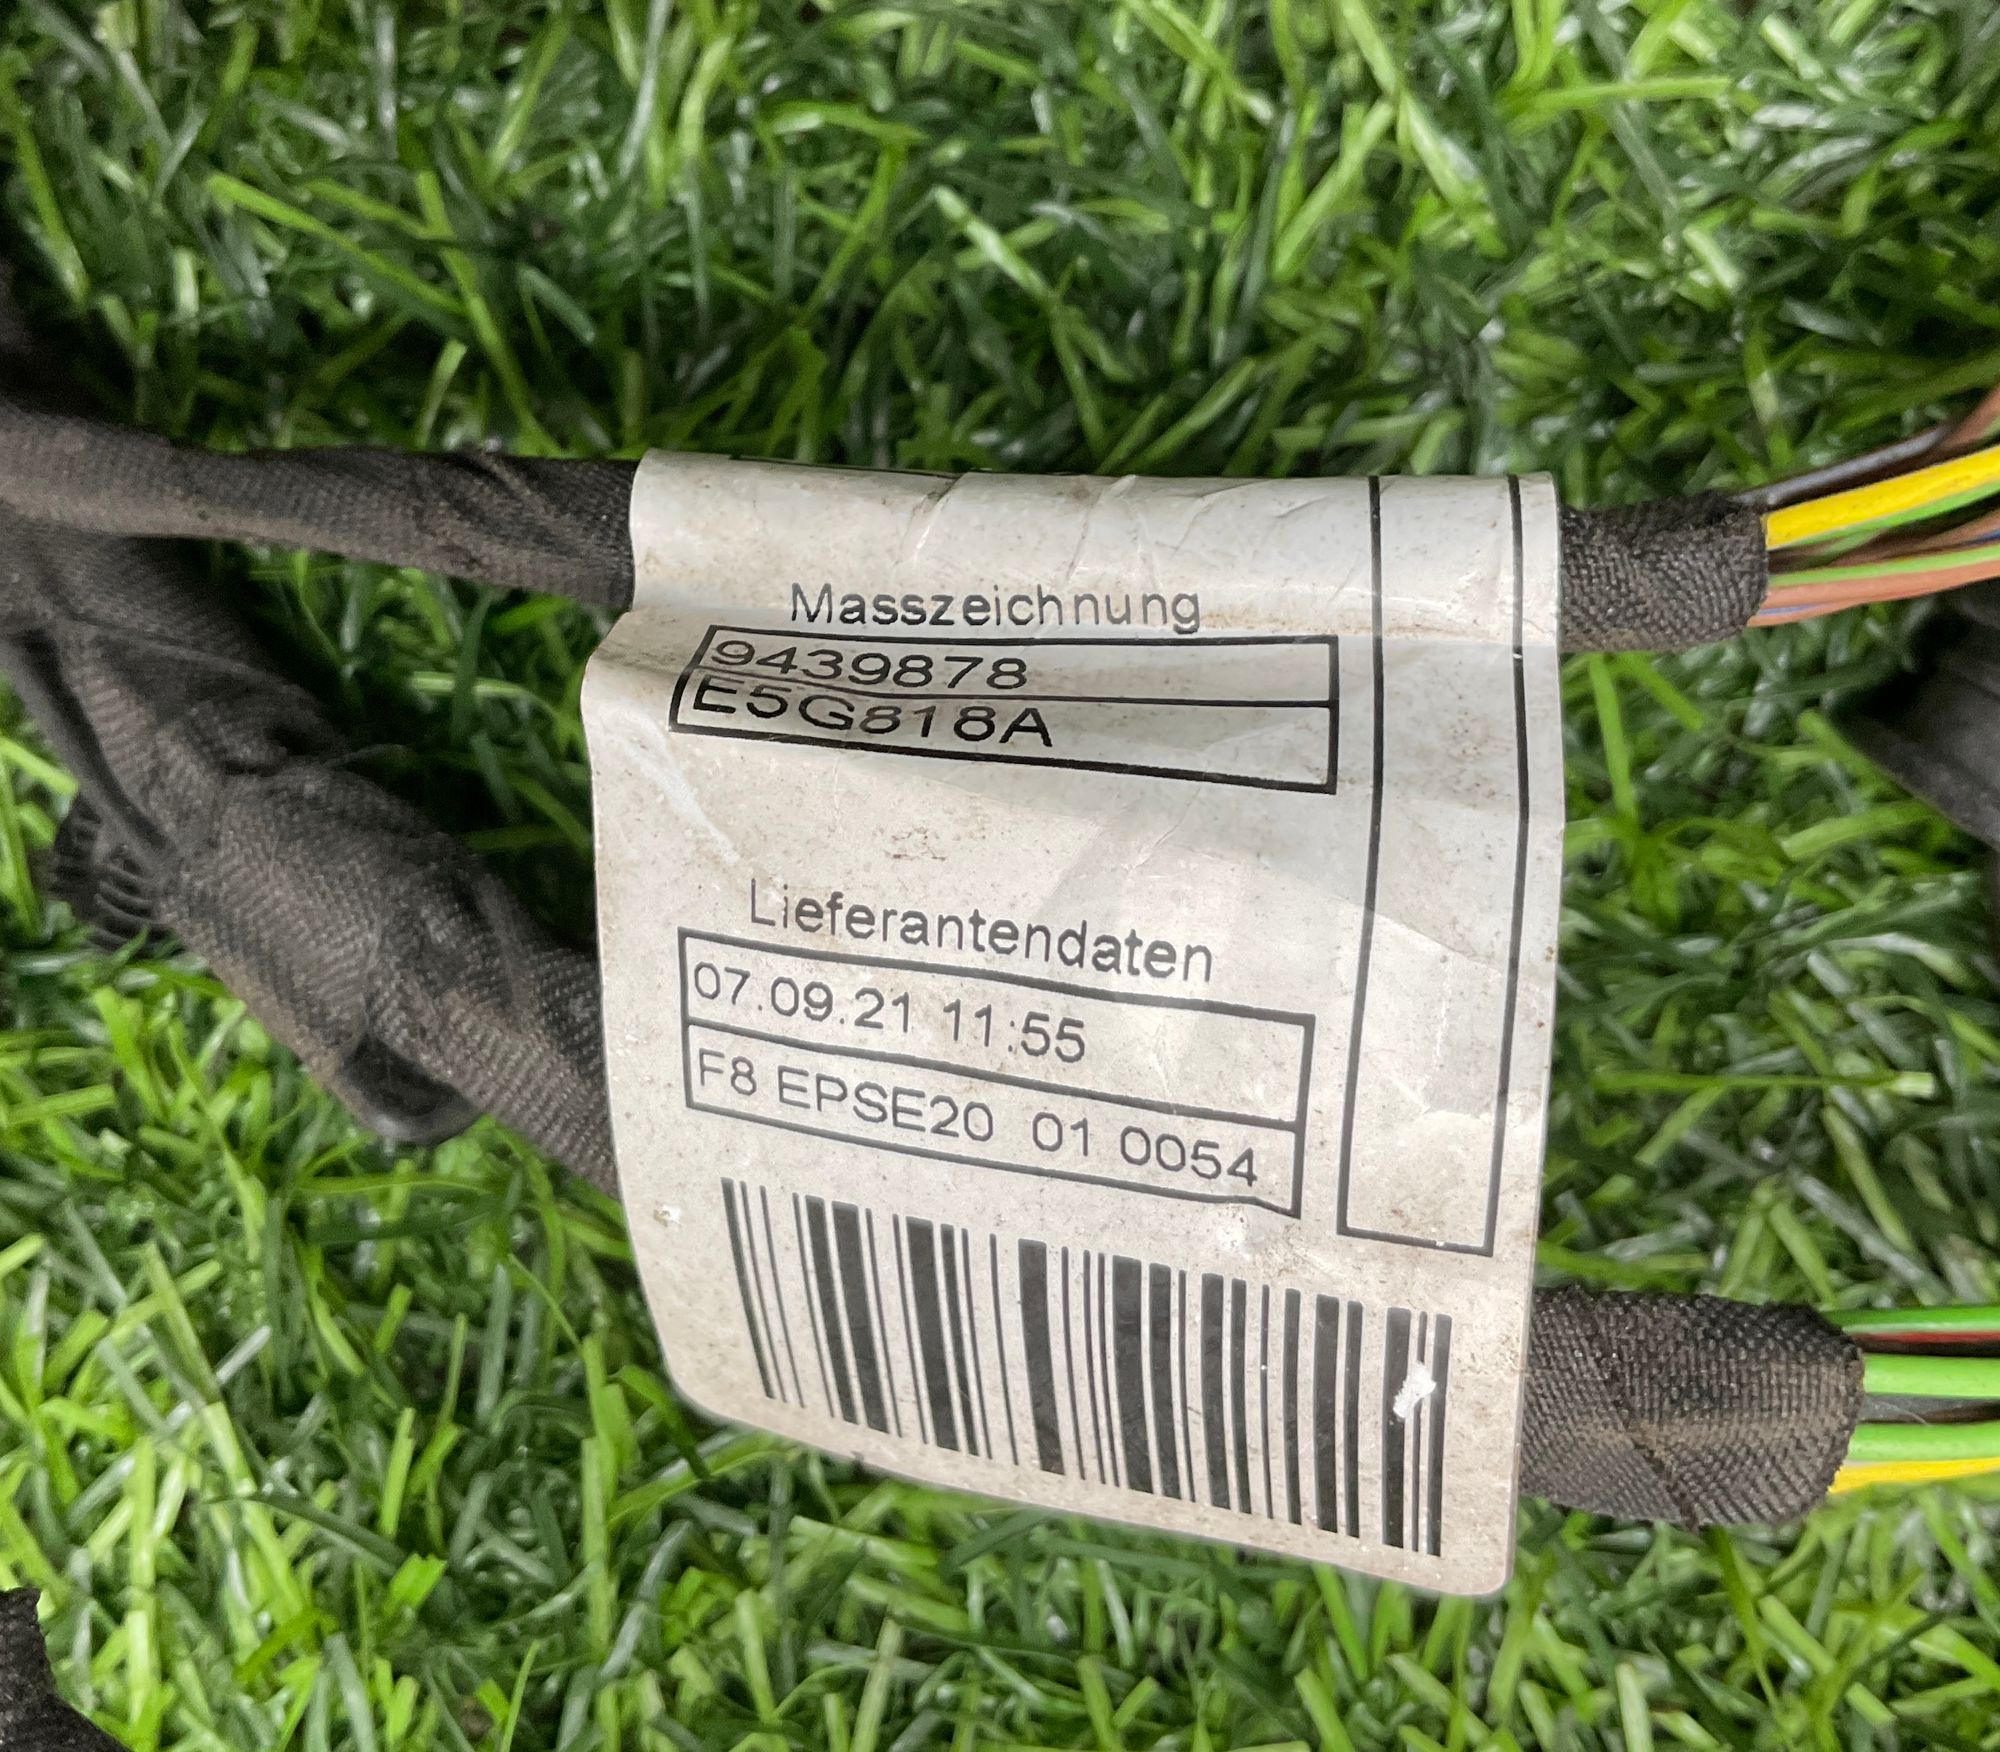 Masszeichnung
9439878
E5G818A
Lieferantendaten
07.09.21 11:55
F8 EPSE20 01 0054